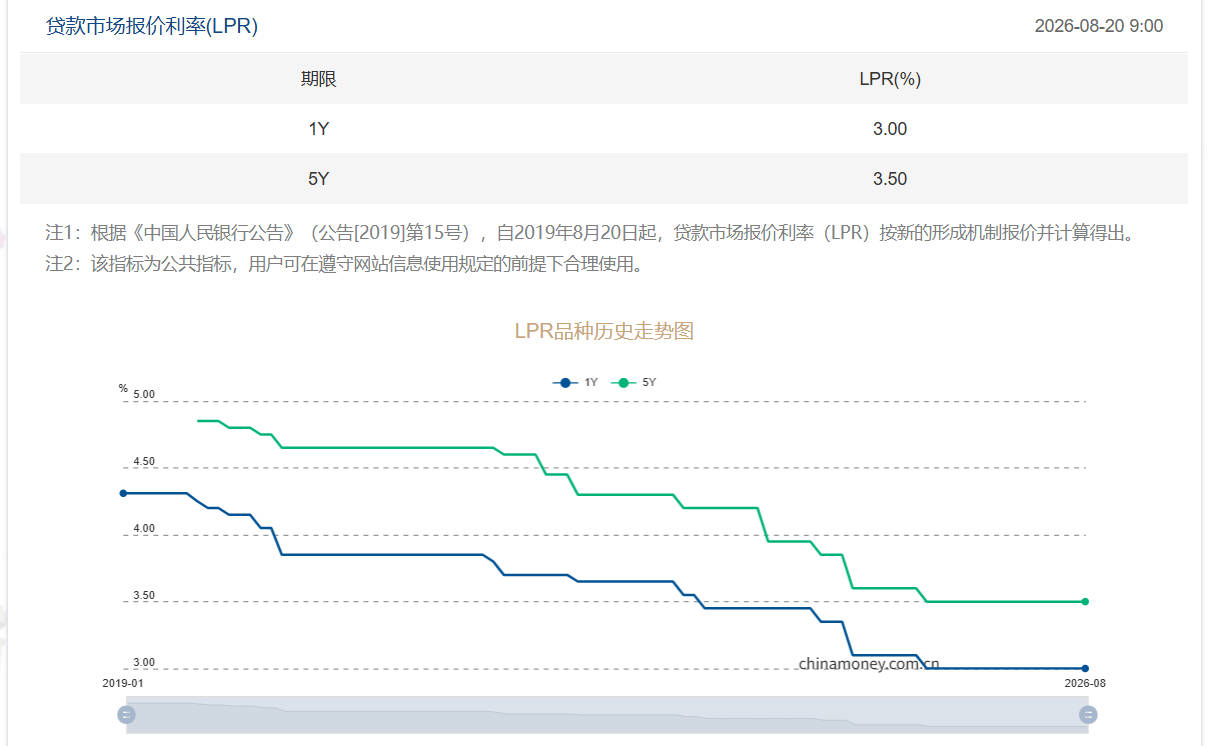 贷款市场报价利率(LPR) 2026-08-20 9:00
期限 LPR(%)
1Y 3.00
5Y 3.50
注1：根据《中国人民银行公告》（公告[2019]第15号），自2019年8月20日起，贷款市场报价利率（LPR）按新的形成机制报价并计算得出。
注2：该指标为公共指标，用户可在遵守网站信息使用规定的前提下合理使用。
LPR品种历史走势图
1Y 5Y
%
5.00
4.50
4.00
3.50
3.00
chinamoney.com.cn
2019-01 2026-08